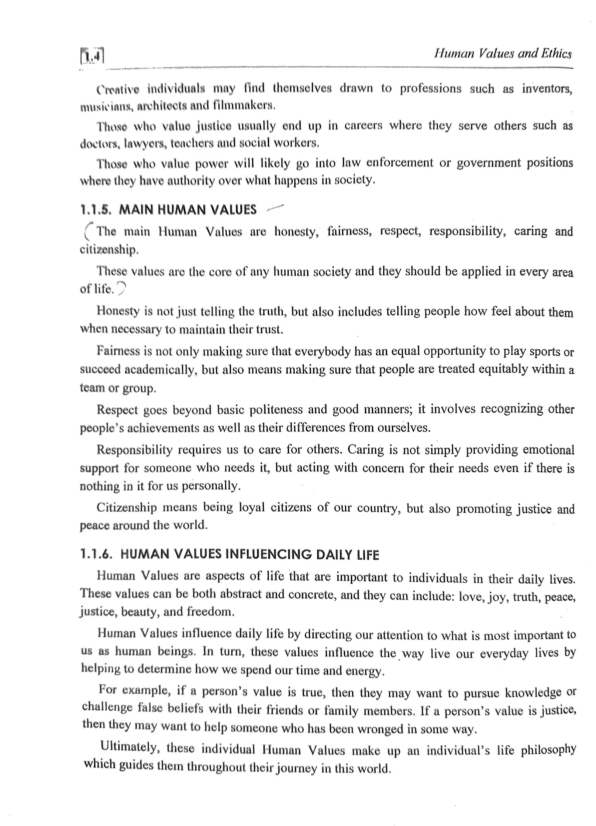 1.4
Human Values and Ethics
Creative individuals may find themselves drawn to professions such as inventors,
musicians, architects and filmmakers.
Those who value justice usually end up in careers where they serve others such as
doctors, lawyers, teachers and social workers.
Those who value power will likely go into law enforcement or government positions
where they have authority over what happens in society.
1.1.5. MAIN HUMAN VALUES
The main Human Values are honesty, fairness, respect, responsibility, caring and
citizenship.
These values are the core of any human society and they should be applied in every area
of life.
Honesty is not just telling the truth, but also includes telling people how feel about them
when necessary to maintain their trust.
Fairness is not only making sure that everybody has an equal opportunity to play sports or
succeed academically, but also means making sure that people are treated equitably within a
team or group.
Respect goes beyond basic politeness and good manners; it involves recognizing other
people's achievements as well as their differences from ourselves.
Responsibility requires us to care for others. Caring is not simply providing emotional
support for someone who needs it, but acting with concern for their needs even if there is
nothing in it for us personally.
Citizenship means being loyal citizens of our country, but also promoting justice and
peace around the world.
1.1.6. HUMAN VALUES INFLUENCING DAILY LIFE
Human Values are aspects of life that are important to individuals in their daily lives.
These values can be both abstract and concrete, and they can include: love, joy, truth, peace,
justice, beauty, and freedom.
Human Values influence daily life by directing our attention to what is most important to
us as human beings. In turn, these values influence the way live our everyday lives by
helping to determine how we spend our time and energy.
For example, if a person's value is true, then they may want to pursue knowledge or
challenge false beliefs with their friends or family members. If a person's value is justice,
then they may want to help someone who has been wronged in some way.
Ultimately, these individual Human Values make up an individual's life philosophy
which guides them throughout their journey in this world.